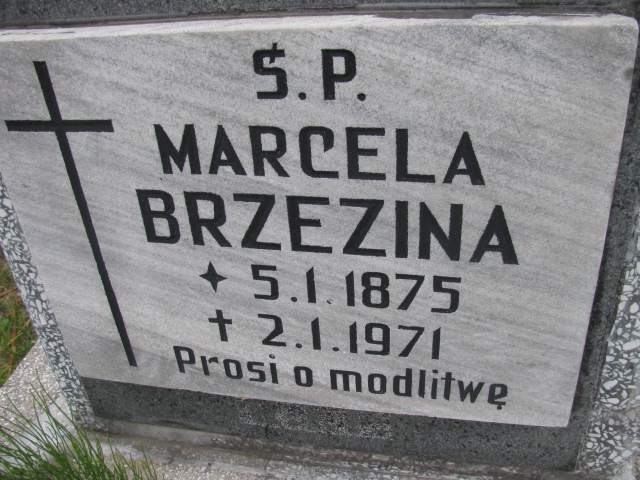 Ś.P.
MARCELA
BRZEZINA
✦ 5.1.1875
✝ 2.1.1971
Prosi o modlitwę